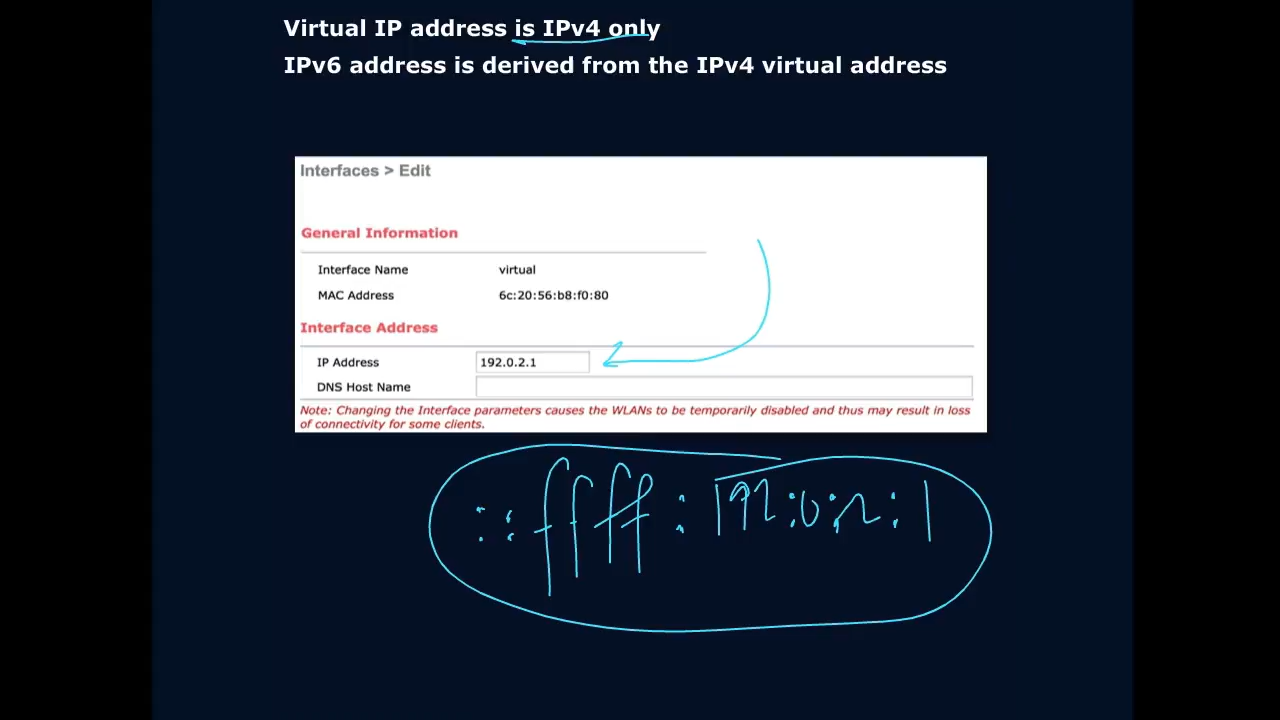 Virtual IP address is IPv4 only
IPv6 address is derived from the IPv4 virtual address
Interfaces > Edit
General Information
Interface Name virtual
MAC Address 6c:20:56:b8:f0:80
Interface Address
IP Address 192.0.2.1
DNS Host Name
Note: Changing the Interface parameters causes the WLANs to be temporarily disabled and thus may result in loss
of connectivity for some clients.
::ffff:192:0:2:1